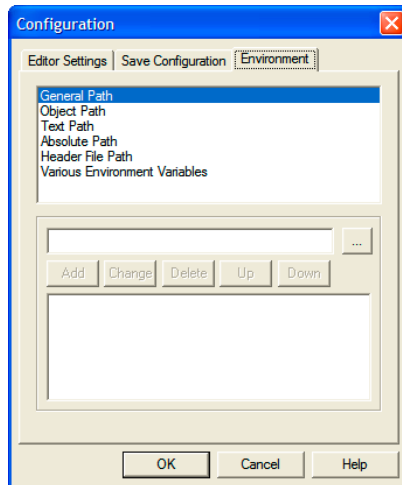 Configuration
Editor Settings Save Configuration Environment
General Path
Object Path
Text Path
Absolute Path
Header File Path
Various Environment Variables
...
Add Change Delete Up Down
OK Cancel Help